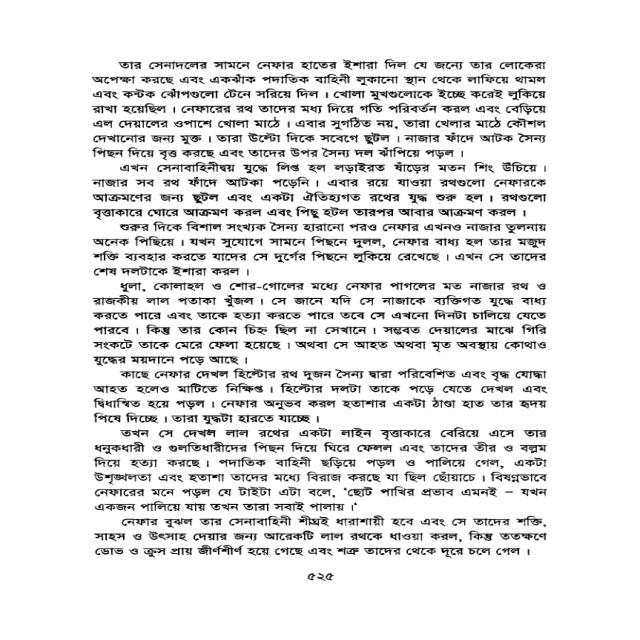 তার সেনাদলের সামনে নেফার হাতের ইশারা দিল যে জন্যে তার লোকেরা
অপেক্ষা করছে এবং একঝাঁক পদাতিক বাহিনী লুকানো স্থান থেকে লাফিয়ে থামল
এবং কন্টক ঝোঁপগুলো টেনে সরিয়ে দিল। খোলা মুখগুলোকে ইচ্ছে করেই লুকিয়ে
রাখা হয়েছিল। নেফারের রথ তাদের মধ্য দিয়ে গতি পরিবর্তন করল এবং বেড়িয়ে
এল দেয়ালের ওপাশে খোলা মাঠে। এবার সুগঠিত নয়, তারা খেলার মাঠে কৌশল
দেখানোর জন্য মুক্ত। তারা উল্টো দিকে সবেগে ছুটল। নাজার ফাঁদে আটক সৈন্য
পিছন দিয়ে বৃত্ত করছে এবং তাদের উপর সৈন্য দল ঝাঁপিয়ে পড়ল।
এখন সেনাবাহিনীদ্বয় যুদ্ধে লিপ্ত হল লড়াইরত ষাঁড়ের মতন শিং উঁচিয়ে।
নাজার সব রথ ফাঁদে আটকা পড়েনি। এবার রয়ে যাওয়া রথগুলো নেফারকে
আক্রমণের জন্য ছুটল এবং একটা ঐতিহ্যগত রথের যুদ্ধ শুরু হল। রথগুলো
বৃত্তাকারে ঘোরে আক্রমণ করল এবং পিছু হটল তারপর আবার আক্রমণ করল।
শুরুর দিকে বিশাল সংখ্যক সৈন্য হারানো পরও নেফার এখনও নাজার তুলনায়
অনেক পিছিয়ে। যখন সুযোগে সামনে পিছনে দুলল, নেফার বাধ্য হল তার মজুদ
শক্তি ব্যবহার করতে যাদের সে দুর্গের পিছনে লুকিয়ে রেখেছে। এখন সে তাদের
শেষ দলটাকে ইশারা করল।
ধুলা, কোলাহল ও শোর-গোলের মধ্যে নেফার পাগলের মত নাজার রথ ও
রাজকীয় লাল পতাকা খুঁজল। সে জানে যদি সে নাজাকে ব্যক্তিগত যুদ্ধে বাধ্য
করতে পারে এবং তাকে হত্যা করতে পারে তবে সে এখনো দিনটা চালিয়ে যেতে
পারবে। কিন্তু তার কোন চিহ্ন ছিল না সেখানে। সম্ভবত দেয়ালের মাঝে গিরি
সংকটে তাকে মেরে ফেলা হয়েছে। অথবা সে আহত অথবা মৃত অবস্থায় কোথাও
যুদ্ধের ময়দানে পড়ে আছে।
কাছে নেফার দেখল হিল্টোর রথ দুজন সৈন্য দ্বারা পরিবেশিত এবং বৃদ্ধ যোদ্ধা
আহত হলেও মাটিতে নিক্ষিপ্ত। হিল্টোর দলটা তাকে পড়ে যেতে দেখল এবং
দ্বিধান্বিত হয়ে পড়ল। নেফার অনুভব করল হতাশার একটা ঠাণ্ডা হাত তার হৃদয়
পিষে দিচ্ছে। তারা যুদ্ধটা হারতে যাচ্ছে।
তখন সে দেখল লাল রথের একটা লাইন বৃত্তাকারে বেরিয়ে এসে তার
ধনুকধারী ও গুলতিধারীদের পিছন দিয়ে ঘিরে ফেলল এবং তাদের তীর ও বল্লম
দিয়ে হত্যা করছে। পদাতিক বাহিনী ছড়িয়ে পড়ল ও পালিয়ে গেল, একটা
উশৃঙ্খলতা এবং হতাশা তাদের মধ্যে বিরাজ করছে যা ছিল ছোঁয়াচে। বিষণ্নভাবে
নেফারের মনে পড়ল যে টাইটা এটা বলে, 'ছোট পাখির প্রভাব এমনই – যখন
একজন পালিয়ে যায় তখন তারা সবাই পালায়।'
নেফার বুঝল তার সেনাবাহিনী শীঘ্রই ধারাশায়ী হবে এবং সে তাদের শক্তি,
সাহস ও উৎসাহ দেয়ার জন্য আরেকটি লাল রথকে ধাওয়া করল, কিন্তু ততক্ষণে
ডোভ ও ক্রুস প্রায় জীর্ণশীর্ণ হয়ে গেছে এবং শত্রু তাদের থেকে দূরে চলে গেল।
৫২৫